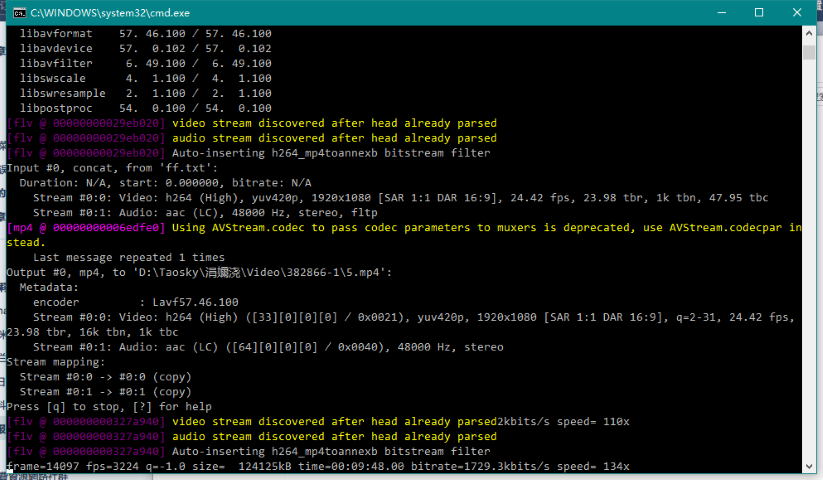 C:\WINDOWS\system32\cmd.exe
libavformat    57. 46.100 / 57. 46.100
libavdevice    57.  0.102 / 57.  0.102
libavfilter     6. 49.100 /  6. 49.100
libswscale      4.  1.100 /  4.  1.100
libswresample   2.  1.100 /  2.  1.100
libpostproc    54.  0.100 / 54.  0.100
[flv @ 0000000029eb020] video stream discovered after head already parsed
[flv @ 0000000029eb020] audio stream discovered after head already parsed
[flv @ 0000000029eb020] Auto-inserting h264_mp4toannexb bitstream filter
Input #0, concat, from 'ff.txt':
  Duration: N/A, start: 0.000000, bitrate: N/A
    Stream #0:0: Video: h264 (High), yuv420p, 1920x1080 [SAR 1:1 DAR 16:9], 24.42 fps, 23.98 tbr, 1k tbn, 47.95 tbc
    Stream #0:1: Audio: aac (LC), 48000 Hz, stereo, fltp
[mp4 @ 00000000006edfe0] Using AVStream.codec to pass codec parameters to muxers is deprecated, use AVStream.codecpar in
stead.
    Last message repeated 1 times
Output #0, mp4, to 'D:\Taosky\涓嬭浇\Video\382866-1\5.mp4':
  Metadata:
    encoder         : Lavf57.46.100
    Stream #0:0: Video: h264 (High) ([33][0][0][0] / 0x0021), yuv420p, 1920x1080 [SAR 1:1 DAR 16:9], q=2-31, 24.42 fps,
23.98 tbr, 16k tbn, 1k tbc
    Stream #0:1: Audio: aac (LC) ([64][0][0][0] / 0x0040), 48000 Hz, stereo
Stream mapping:
  Stream #0:0 -> #0:0 (copy)
  Stream #0:1 -> #0:1 (copy)
Press [q] to stop, [?] for help
[flv @ 000000000327a940] video stream discovered after head already parsed2kbits/s speed= 110x
[flv @ 000000000327a940] audio stream discovered after head already parsed
[flv @ 000000000327a940] Auto-inserting h264_mp4toannexb bitstream filter
frame=14097 fps=3224 q=-1.0 size=  124125kB time=00:09:48.00 bitrate=1729.3kbits/s speed= 134x